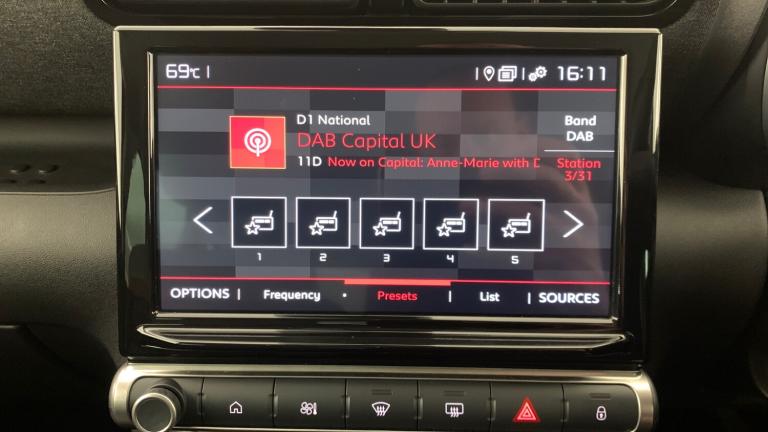 69°C 16:11
D1 National
DAB Capital UK
11D Now on Capital: Anne-Marie with D
Band
DAB
Station
3/31
1 2 3 4 5
OPTIONS Frequency • Presets List SOURCES